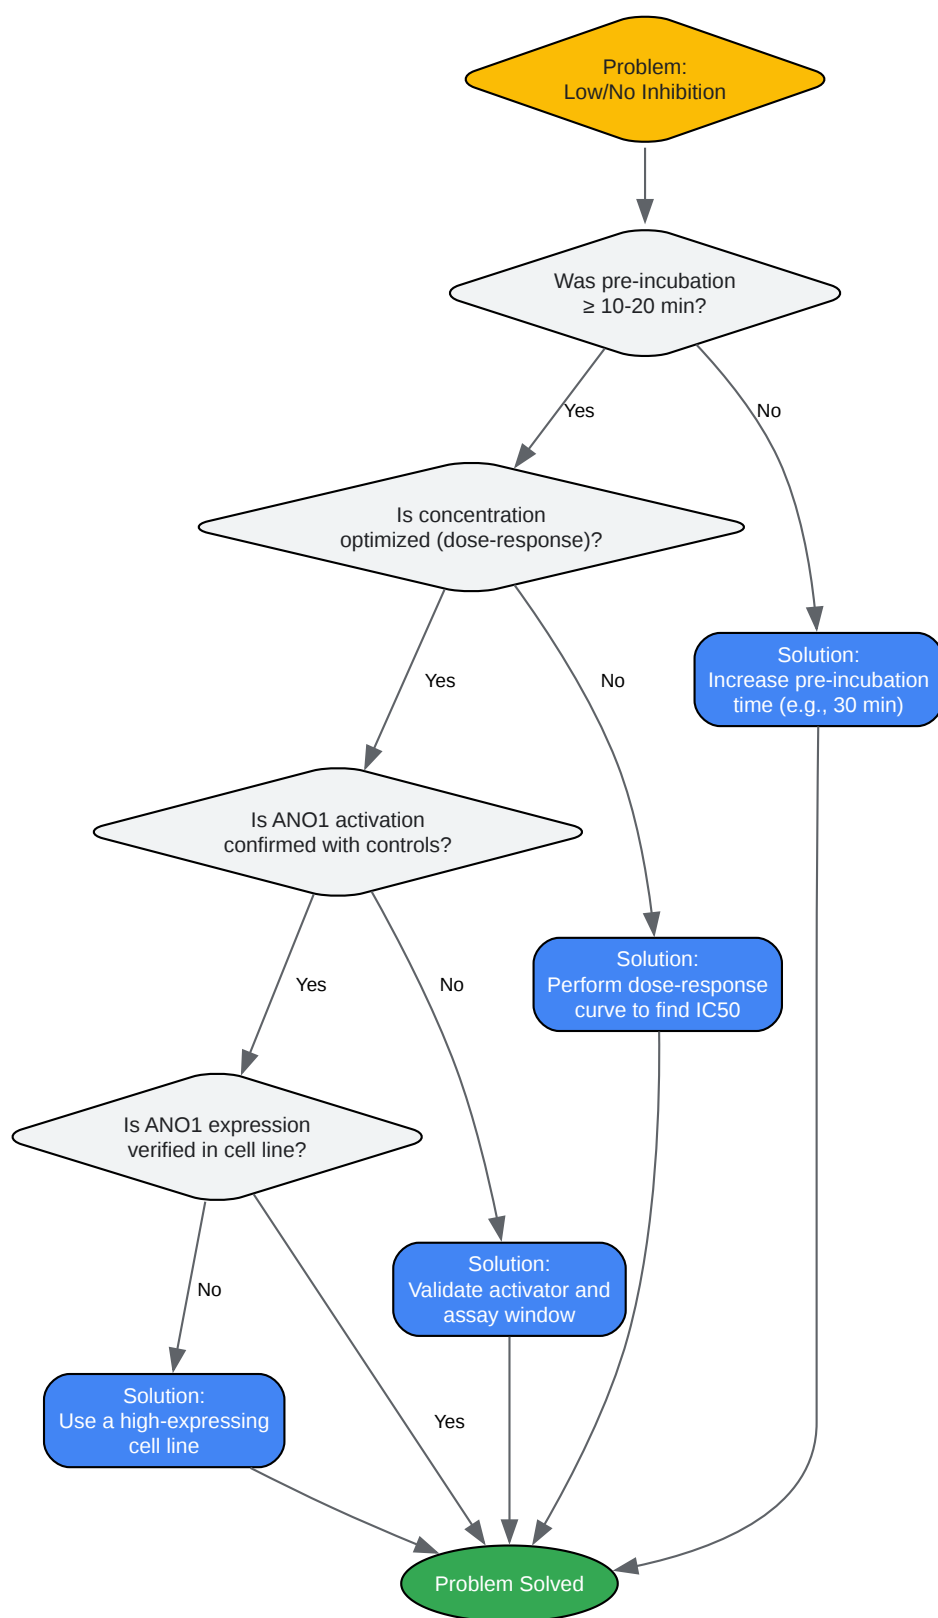 Problem:
Low/No Inhibition
Was pre-incubation
≥ 10-20 min?
Yes
No
Is concentration
optimized (dose-response)?
Solution:
Increase pre-incubation
time (e.g., 30 min)
Yes
No
Is ANO1 activation
confirmed with controls?
Solution:
Perform dose-response
curve to find IC50
Yes
No
Is ANO1 expression
verified in cell line?
Solution:
Validate activator and
assay window
No
Solution:
Use a high-expressing
cell line
Yes
Problem Solved